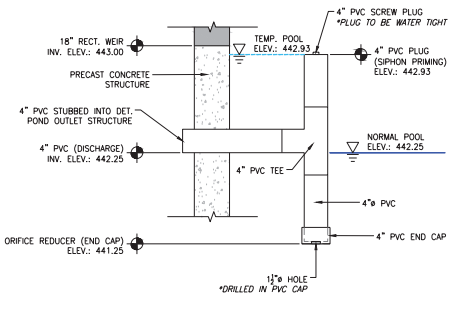 4" PVC SCREW PLUG
*PLUG TO BE WATER TIGHT
18" RECT. WEIR
INV. ELEV.: 443.00
TEMP. POOL
ELEV.: 442.93
4" PVC PLUG
(SIPHON PRIMING)
ELEV.: 442.93
PRECAST CONCRETE
STRUCTURE
4" PVC STUBBED INTO DET.
POND OUTLET STRUCTURE
4" PVC (DISCHARGE)
INV. ELEV.: 442.25
NORMAL POOL
ELEV.: 442.25
4" PVC TEE
4"ø PVC
4" PVC END CAP
ORIFICE REDUCER (END CAP)
ELEV.: 441.25
1½"ø HOLE
*DRILLED IN PVC CAP